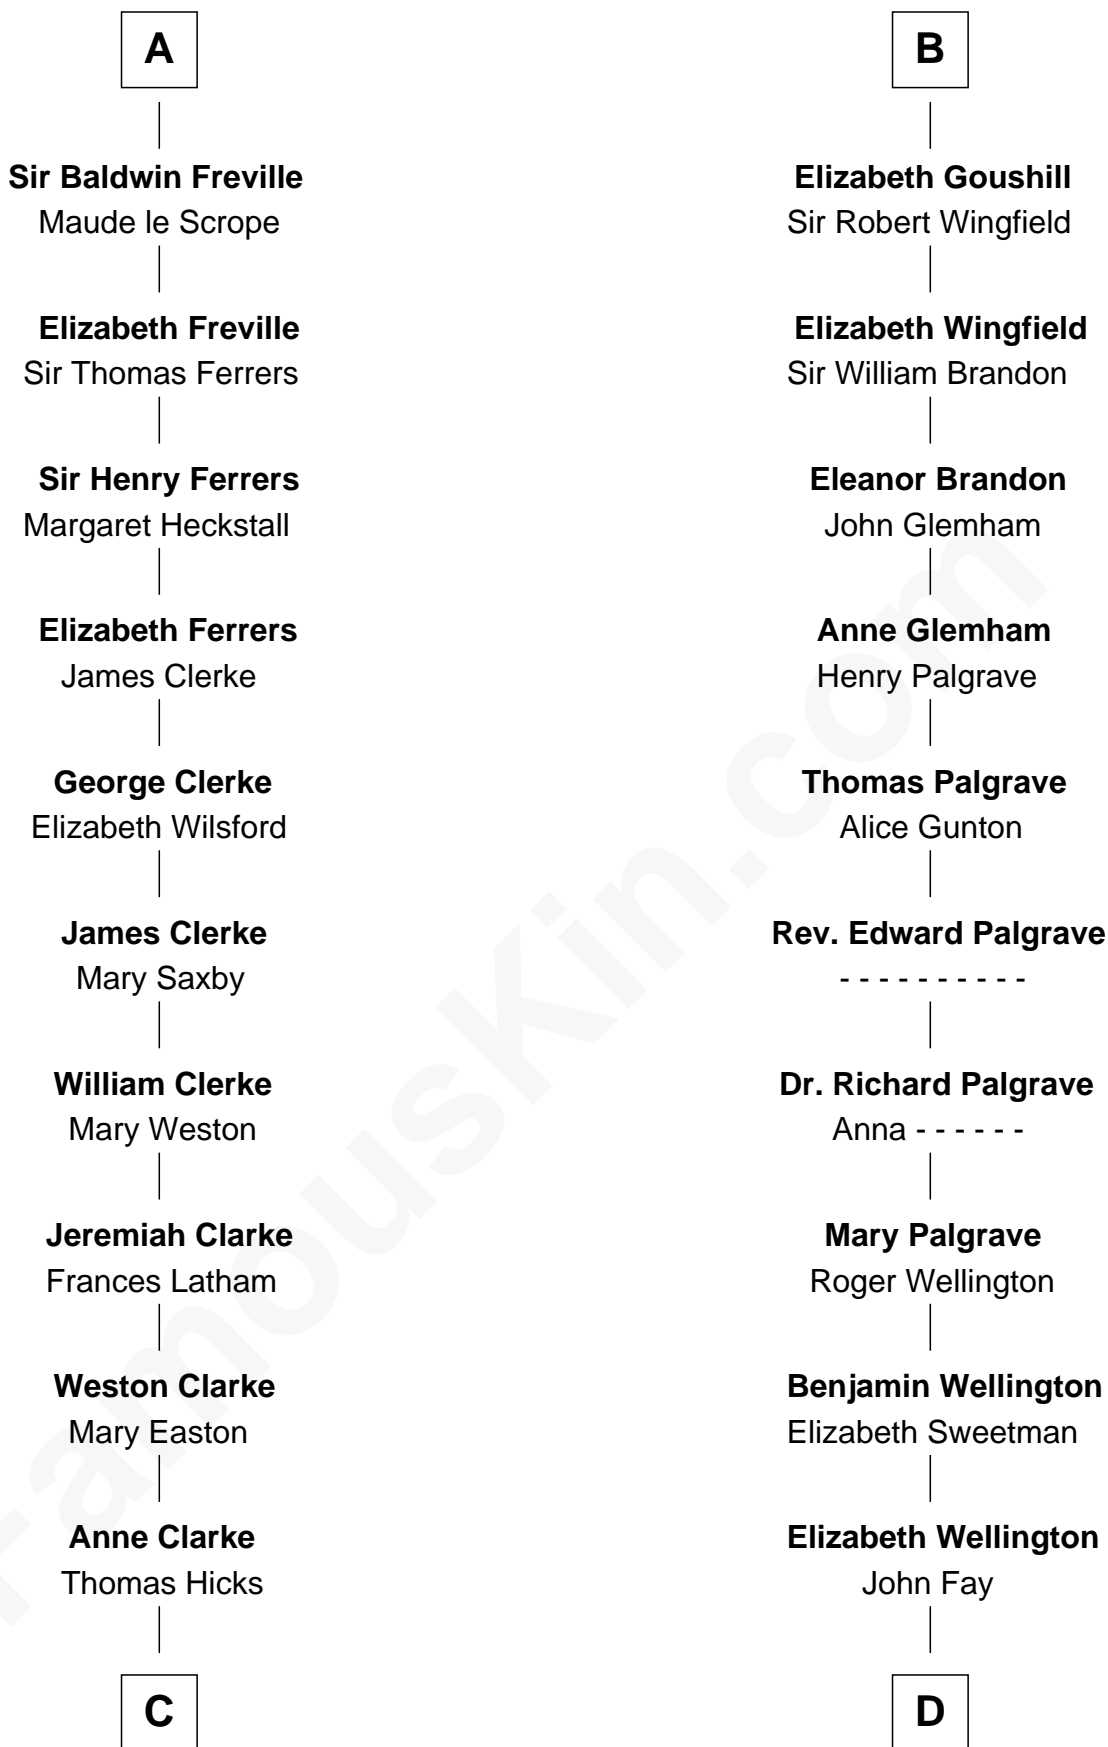 A
Sir Baldwin Freville
Maude le Scrope
Elizabeth Freville
Sir Thomas Ferrers
Sir Henry Ferrers
Margaret Heckstall
Elizabeth Ferrers
James Clerke
George Clerke
Elizabeth Wilsford
James Clerke
Mary Saxby
William Clerke
Mary Weston
Jeremiah Clarke
Frances Latham
Weston Clarke
Mary Easton
Anne Clarke
Thomas Hicks
C
B
Elizabeth Goushill
Sir Robert Wingfield
Elizabeth Wingfield
Sir William Brandon
Eleanor Brandon
John Glemham
Anne Glemham
Henry Palgrave
Thomas Palgrave
Alice Gunton
Rev. Edward Palgrave
- - - - - - - - - -
Dr. Richard Palgrave
Anna - - - - - -
Mary Palgrave
Roger Wellington
Benjamin Wellington
Elizabeth Sweetman
Elizabeth Wellington
John Fay
D
FamousKin.com